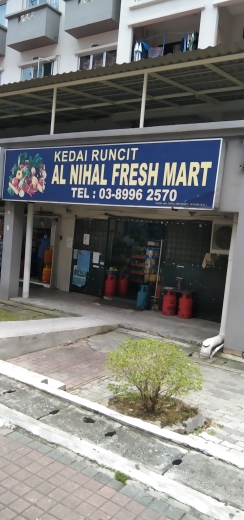 KEDAI RUNCIT
AL NIHAL FRESH MART
TEL : 03-8996 2570